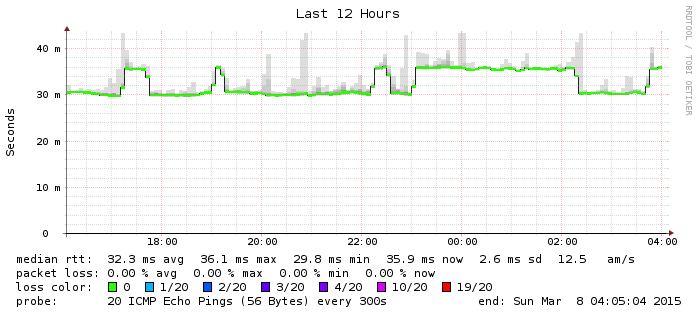 Last 12 Hours
RRDTOOL / TOBI OETIKER
Seconds
40 m
30 m
20 m
10 m
0
18:00 20:00 22:00 00:00 02:00 04:00
median rtt: 32.3 ms avg 36.1 ms max 29.8 ms min 35.9 ms now 2.6 ms sd 12.5 am/s
packet loss: 0.00 % avg 0.00 % max 0.00 % min 0.00 % now
loss color: 0 1/20 2/20 3/20 4/20 10/20 19/20
probe: 20 ICMP Echo Pings (56 Bytes) every 300s end: Sun Mar 8 04:05:04 2015